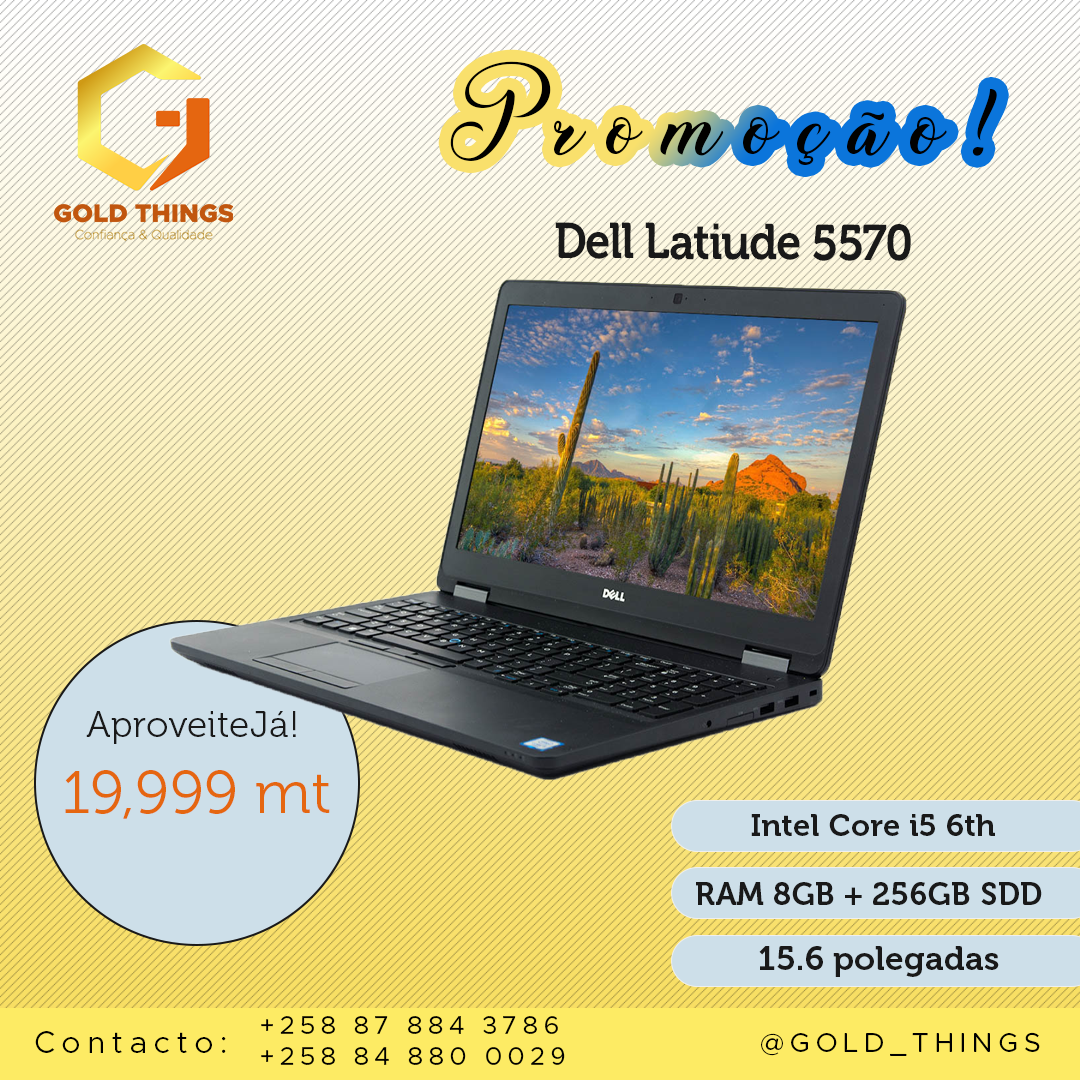 GOLD THINGS
Confiança & Qualidade
Promoção!
Dell Latiude 5570
DELL
AproveiteJá!
19,999 mt
Intel Core i5 6th
RAM 8GB + 256GB SDD
15.6 polegadas
Contacto:
+258 87 884 3786
+258 84 880 0029
@GOLD_THINGS